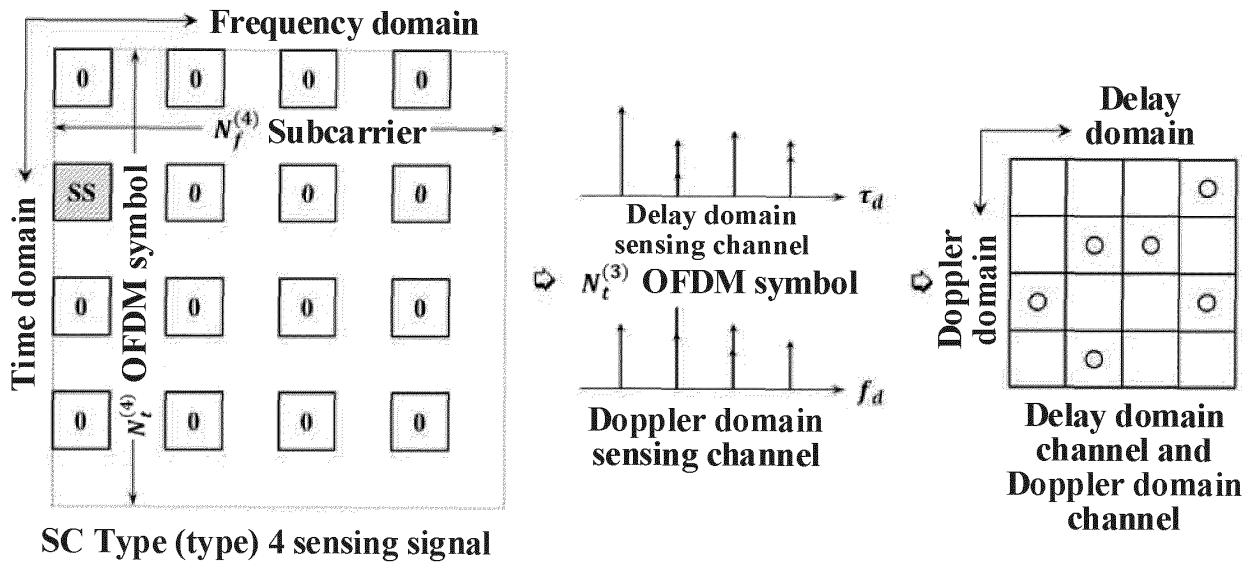 Frequency domain
0 0 0 0
N_f^{(4)} Subcarrier
SS 0 0 0
0 0 0 0
0 0 0 0
Time domain
N_t^{(4)} OFDM symbol
SC Type (type) 4 sensing signal
τ_d
Delay domain
sensing channel
N_t^{(3)} OFDM symbol
f_d
Doppler domain
sensing channel
Delay
domain
Doppler
domain
Delay domain
channel and
Doppler domain
channel